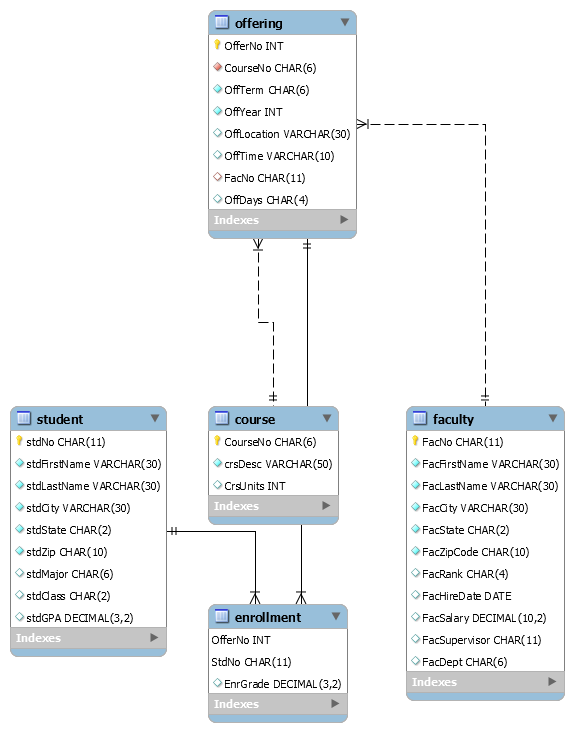 offering
OfferNo INT
CourseNo CHAR(6)
OffTerm CHAR(6)
OffYear INT
OffLocation VARCHAR(30)
OffTime VARCHAR(10)
FacNo CHAR(11)
OffDays CHAR(4)
Indexes
student
stdNo CHAR(11)
stdFirstName VARCHAR(30)
stdLastName VARCHAR(30)
stdCity VARCHAR(30)
stdState CHAR(2)
stdZip CHAR(10)
stdMajor CHAR(6)
stdClass CHAR(2)
stdGPA DECIMAL(3,2)
Indexes
course
CourseNo CHAR(6)
crsDesc VARCHAR(50)
CrsUnits INT
Indexes
faculty
FacNo CHAR(11)
FacFirstName VARCHAR(30)
FacLastName VARCHAR(30)
FacCity VARCHAR(30)
FacState CHAR(2)
FacZipCode CHAR(10)
FacRank CHAR(4)
FacHireDate DATE
FacSalary DECIMAL(10,2)
FacSupervisor CHAR(11)
FacDept CHAR(6)
Indexes
enrollment
OfferNo INT
StdNo CHAR(11)
EnrGrade DECIMAL(3,2)
Indexes